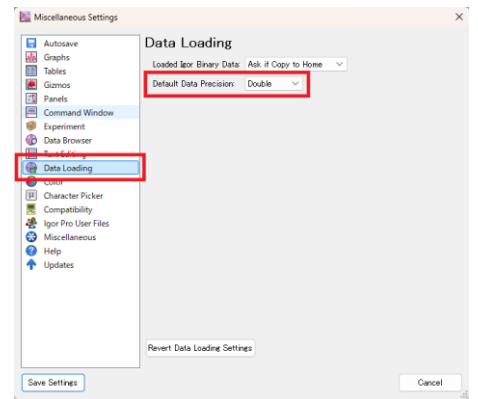 Miscellaneous Settings
Autosave
Graphs
Tables
Gizmos
Panels
Command Window
Experiment
Data Browser
Text Editing
Data Loading
Color
Character Picker
Compatibility
Igor Pro User Files
Miscellaneous
Help
Updates
Data Loading
Loaded Igor Binary Data: Ask if Copy to Home
Default Data Precision: Double
Revert Data Loading Settings
Save Settings
Cancel